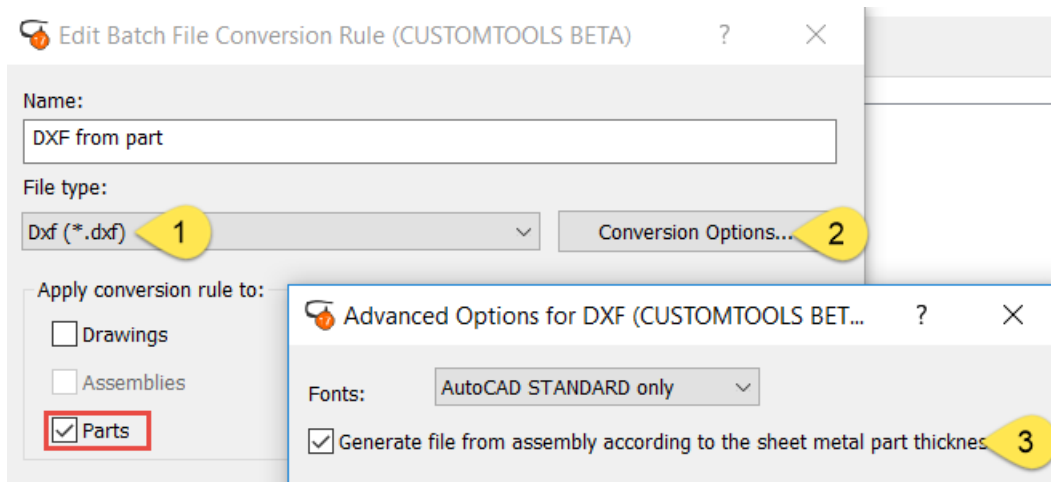 Edit Batch File Conversion Rule (CUSTOMTOOLS BETA) ?
Name:
DXF from part
File type:
Dxf (*.dxf) 1 Conversion Options... 2
Apply conversion rule to:
Drawings
Assemblies
Parts
Advanced Options for DXF (CUSTOMTOOLS BET... ?
Fonts: AutoCAD STANDARD only
Generate file from assembly according to the sheet metal part thicknes 3